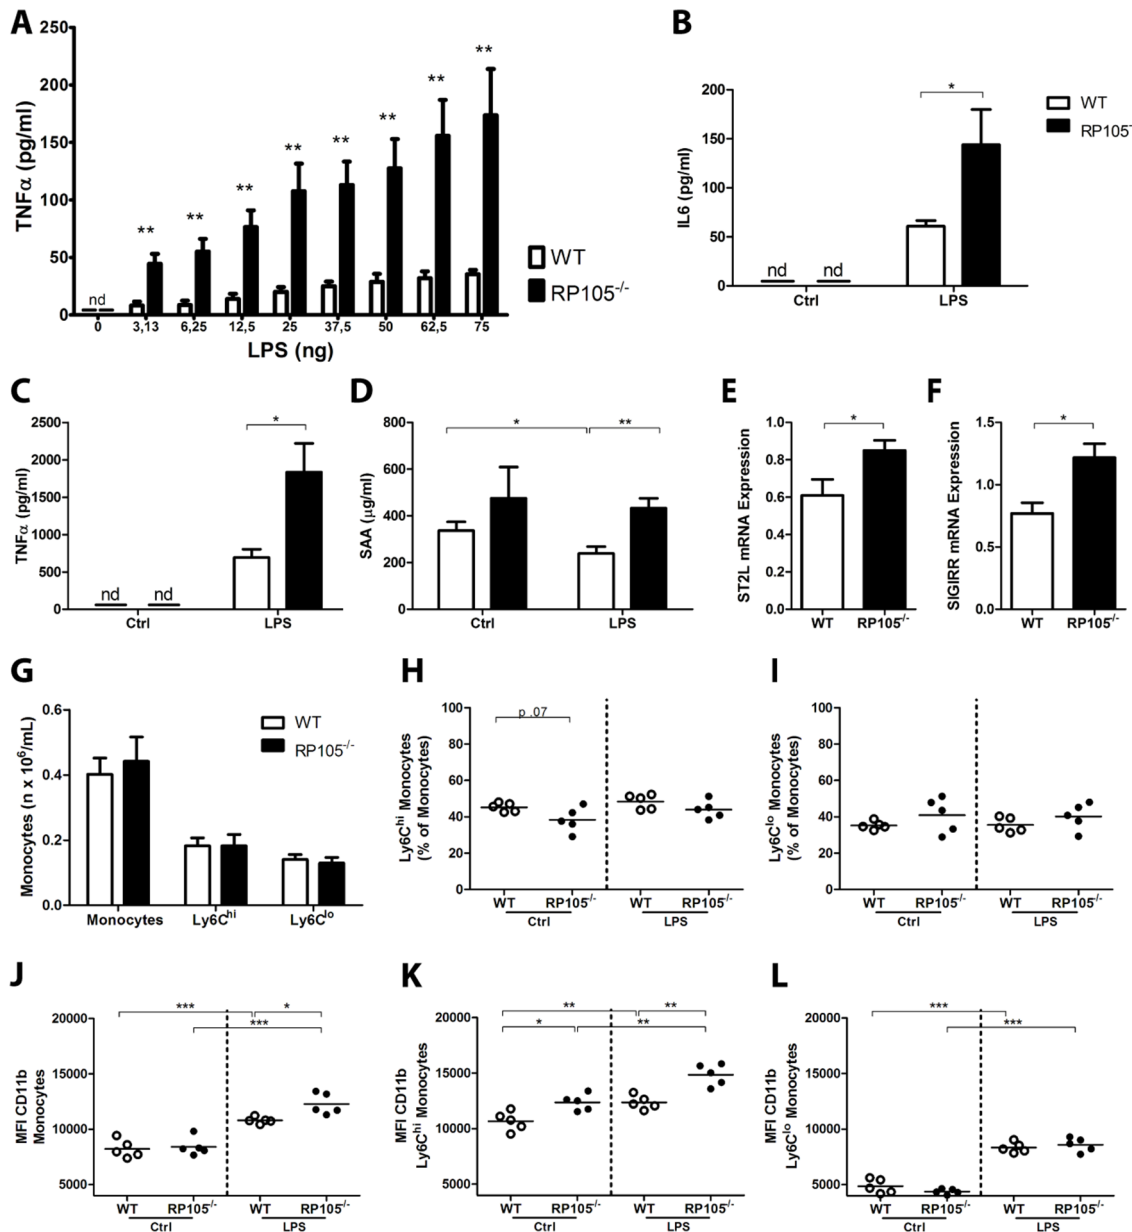 A
TNFα (pg/ml)
250
200
150
100
50
0
nd
**
**
**
**
**
**
**
**
0 3,13 6,25 12,5 25 37,5 50 62,5 75
LPS (ng)
WT
RP105-/-
B
IL6 (pg/ml)
200
150
100
50
0
nd nd
*
Ctrl LPS
WT
RP105-
C
TNFα (pg/ml)
2500
2000
1500
1000
500
0
nd nd
*
Ctrl LPS
D
SAA (μg/ml)
800
600
400
200
0
* **
Ctrl LPS
E
ST2L mRNA Expression
1.0
0.8
0.6
0.4
0.2
0.0
*
WT RP105-/-
F
SIGIRR mRNA Expression
1.5
1.0
0.5
0.0
*
WT RP105-/-
G
Monocytes (n x 10⁶/mL)
0.6
0.4
0.2
0.0
WT
RP105-/-
Monocytes Ly6Chi Ly6Clo
H
Ly6Chi Monocytes
(% of Monocytes)
100
80
60
40
20
0
p .07
WT RP105-/- WT RP105-/-
Ctrl LPS
I
Ly6Clo Monocytes
(% of Monocytes)
100
80
60
40
20
0
WT RP105-/- WT RP105-/-
Ctrl LPS
J
MFI CD11b
Monocytes
20000
15000
10000
5000
*** *
***
WT RP105-/- WT RP105-/-
Ctrl LPS
K
MFI CD11b
Ly6Chi Monocytes
20000
15000
10000
5000
** **
* **
WT RP105-/- WT RP105-/-
Ctrl LPS
L
MFI CD11b
Ly6Clo Monocytes
20000
15000
10000
5000
***
***
WT RP105-/- WT RP105-/-
Ctrl LPS